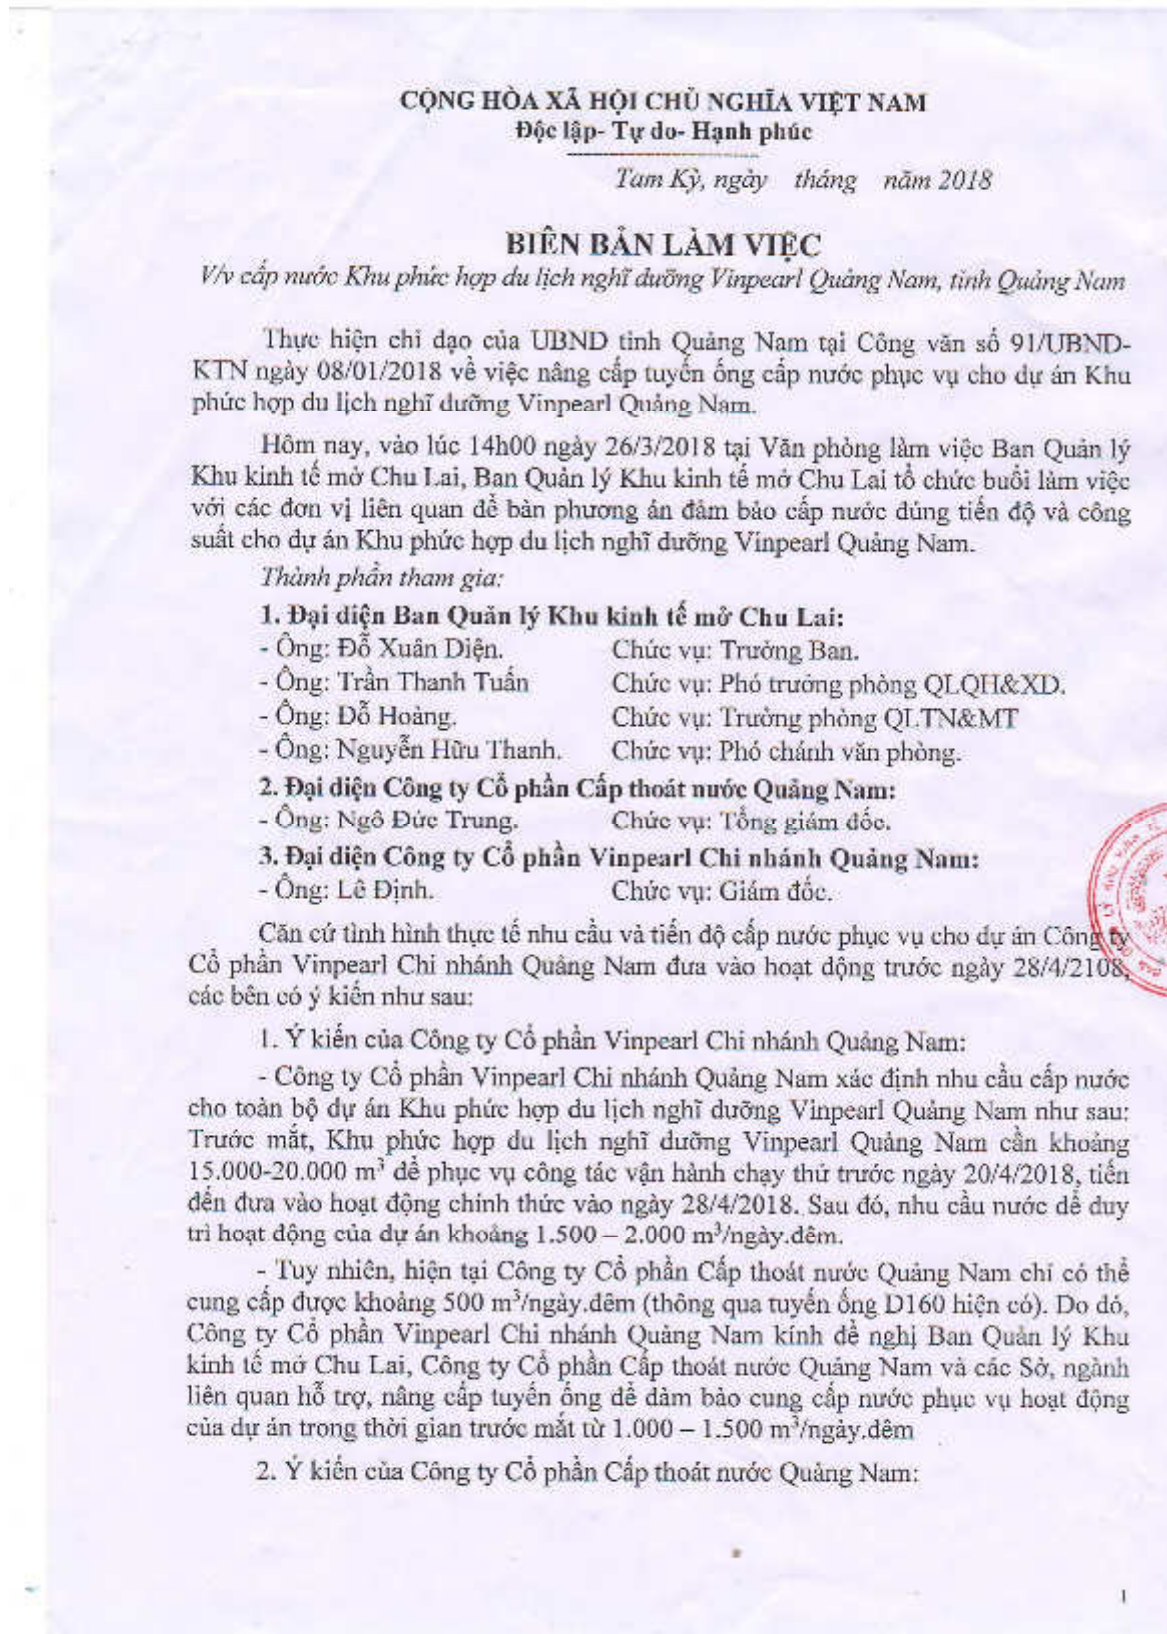 CỘNG HÒA XÃ HỘI CHỦ NGHĨA VIỆT NAM
Độc lập- Tự do- Hạnh phúc
Tam Kỳ, ngày tháng năm 2018
BIÊN BẢN LÀM VIỆC
V/v cấp nước Khu phức hợp du lịch nghĩ dưỡng Vinpearl Quảng Nam, tỉnh Quảng Nam
Thực hiện chỉ đạo của UBND tỉnh Quảng Nam tại Công văn số 91/UBND-
KTN ngày 08/01/2018 về việc nâng cấp tuyến ống cấp nước phục vụ cho dự án Khu
phức hợp du lịch nghĩ dưỡng Vinpearl Quảng Nam.
Hôm nay, vào lúc 14h00 ngày 26/3/2018 tại Văn phòng làm việc Ban Quản lý
Khu kinh tế mở Chu Lai, Ban Quản lý Khu kinh tế mở Chu Lai tổ chức buổi làm việc
với các đơn vị liên quan để bàn phương án đảm bảo cấp nước đúng tiến độ và công
suất cho dự án Khu phức hợp du lịch nghĩ dưỡng Vinpearl Quảng Nam.
Thành phần tham gia:
1. Đại diện Ban Quản lý Khu kinh tế mở Chu Lai:
- Ông: Đỗ Xuân Diện. Chức vụ: Trưởng Ban.
- Ông: Trần Thanh Tuấn Chức vụ: Phó trưởng phòng QLQH&XD.
- Ông: Đỗ Hoàng. Chức vụ: Trưởng phòng QLTN&MT
- Ông: Nguyễn Hữu Thanh. Chức vụ: Phó chánh văn phòng.
2. Đại diện Công ty Cổ phần Cấp thoát nước Quảng Nam:
- Ông: Ngô Đức Trung. Chức vụ: Tổng giám đốc.
3. Đại diện Công ty Cổ phần Vinpearl Chi nhánh Quảng Nam:
- Ông: Lê Định. Chức vụ: Giám đốc.
Căn cứ tình hình thực tế nhu cầu và tiến độ cấp nước phục vụ cho dự án Công ty
Cổ phần Vinpearl Chi nhánh Quảng Nam đưa vào hoạt động trước ngày 28/4/2108,
các bên có ý kiến như sau:
1. Ý kiến của Công ty Cổ phần Vinpearl Chi nhánh Quảng Nam:
- Công ty Cổ phần Vinpearl Chi nhánh Quảng Nam xác định nhu cầu cấp nước
cho toàn bộ dự án Khu phức hợp du lịch nghĩ dưỡng Vinpearl Quảng Nam như sau:
Trước mắt, Khu phức hợp du lịch nghĩ dưỡng Vinpearl Quảng Nam cần khoảng
15.000-20.000 m³ để phục vụ công tác vận hành chạy thử trước ngày 20/4/2018, tiến
đến đưa vào hoạt động chính thức vào ngày 28/4/2018. Sau đó, nhu cầu nước để duy
trì hoạt động của dự án khoảng 1.500 – 2.000 m³/ngày.đêm.
- Tuy nhiên, hiện tại Công ty Cổ phần Cấp thoát nước Quảng Nam chỉ có thể
cung cấp được khoảng 500 m³/ngày.đêm (thông qua tuyến ống D160 hiện có). Do đó,
Công ty Cổ phần Vinpearl Chi nhánh Quảng Nam kính đề nghị Ban Quản lý Khu
kinh tế mở Chu Lai, Công ty Cổ phần Cấp thoát nước Quảng Nam và các Sở, ngành
liên quan hỗ trợ, nâng cấp tuyến ống để đảm bảo cung cấp nước phục vụ hoạt động
của dự án trong thời gian trước mắt từ 1.000 – 1.500 m³/ngày.đêm
2. Ý kiến của Công ty Cổ phần Cấp thoát nước Quảng Nam:
1